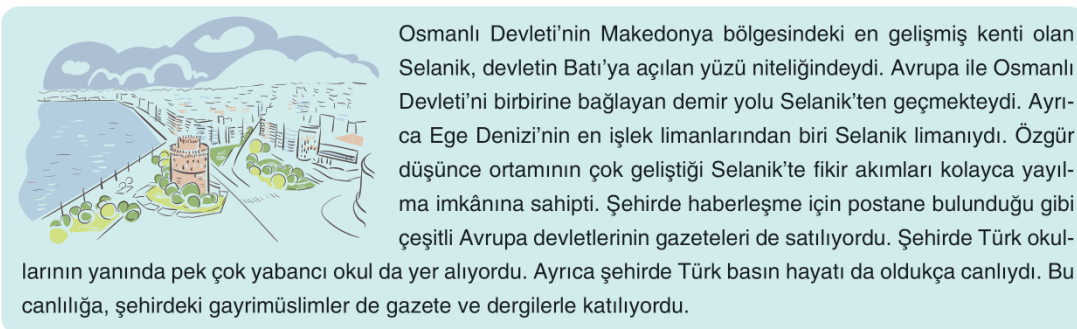 Osmanlı Devleti’nin Makedonya bölgesindeki en gelişmiş kenti olan
Selanik, devletin Batı’ya açılan yüzü niteliğindeydi. Avrupa ile Osmanlı
Devleti’ni birbirine bağlayan demir yolu Selanik’ten geçmekteydi. Ayrı-
ca Ege Denizi’nin en işlek limanlarından biri Selanik limanıydı. Özgür
düşünce ortamının çok geliştiği Selanik’te fikir akımları kolayca yayıl-
ma imkânına sahipti. Şehirde haberleşme için postane bulunduğu gibi
çeşitli Avrupa devletlerinin gazeteleri de satılıyordu. Şehirde Türk okul-
larının yanında pek çok yabancı okul da yer alıyordu. Ayrıca şehirde Türk basın hayatı da oldukça canlıydı. Bu
canlılığa, şehirdeki gayrimüslimler de gazete ve dergilerle katılıyordu.